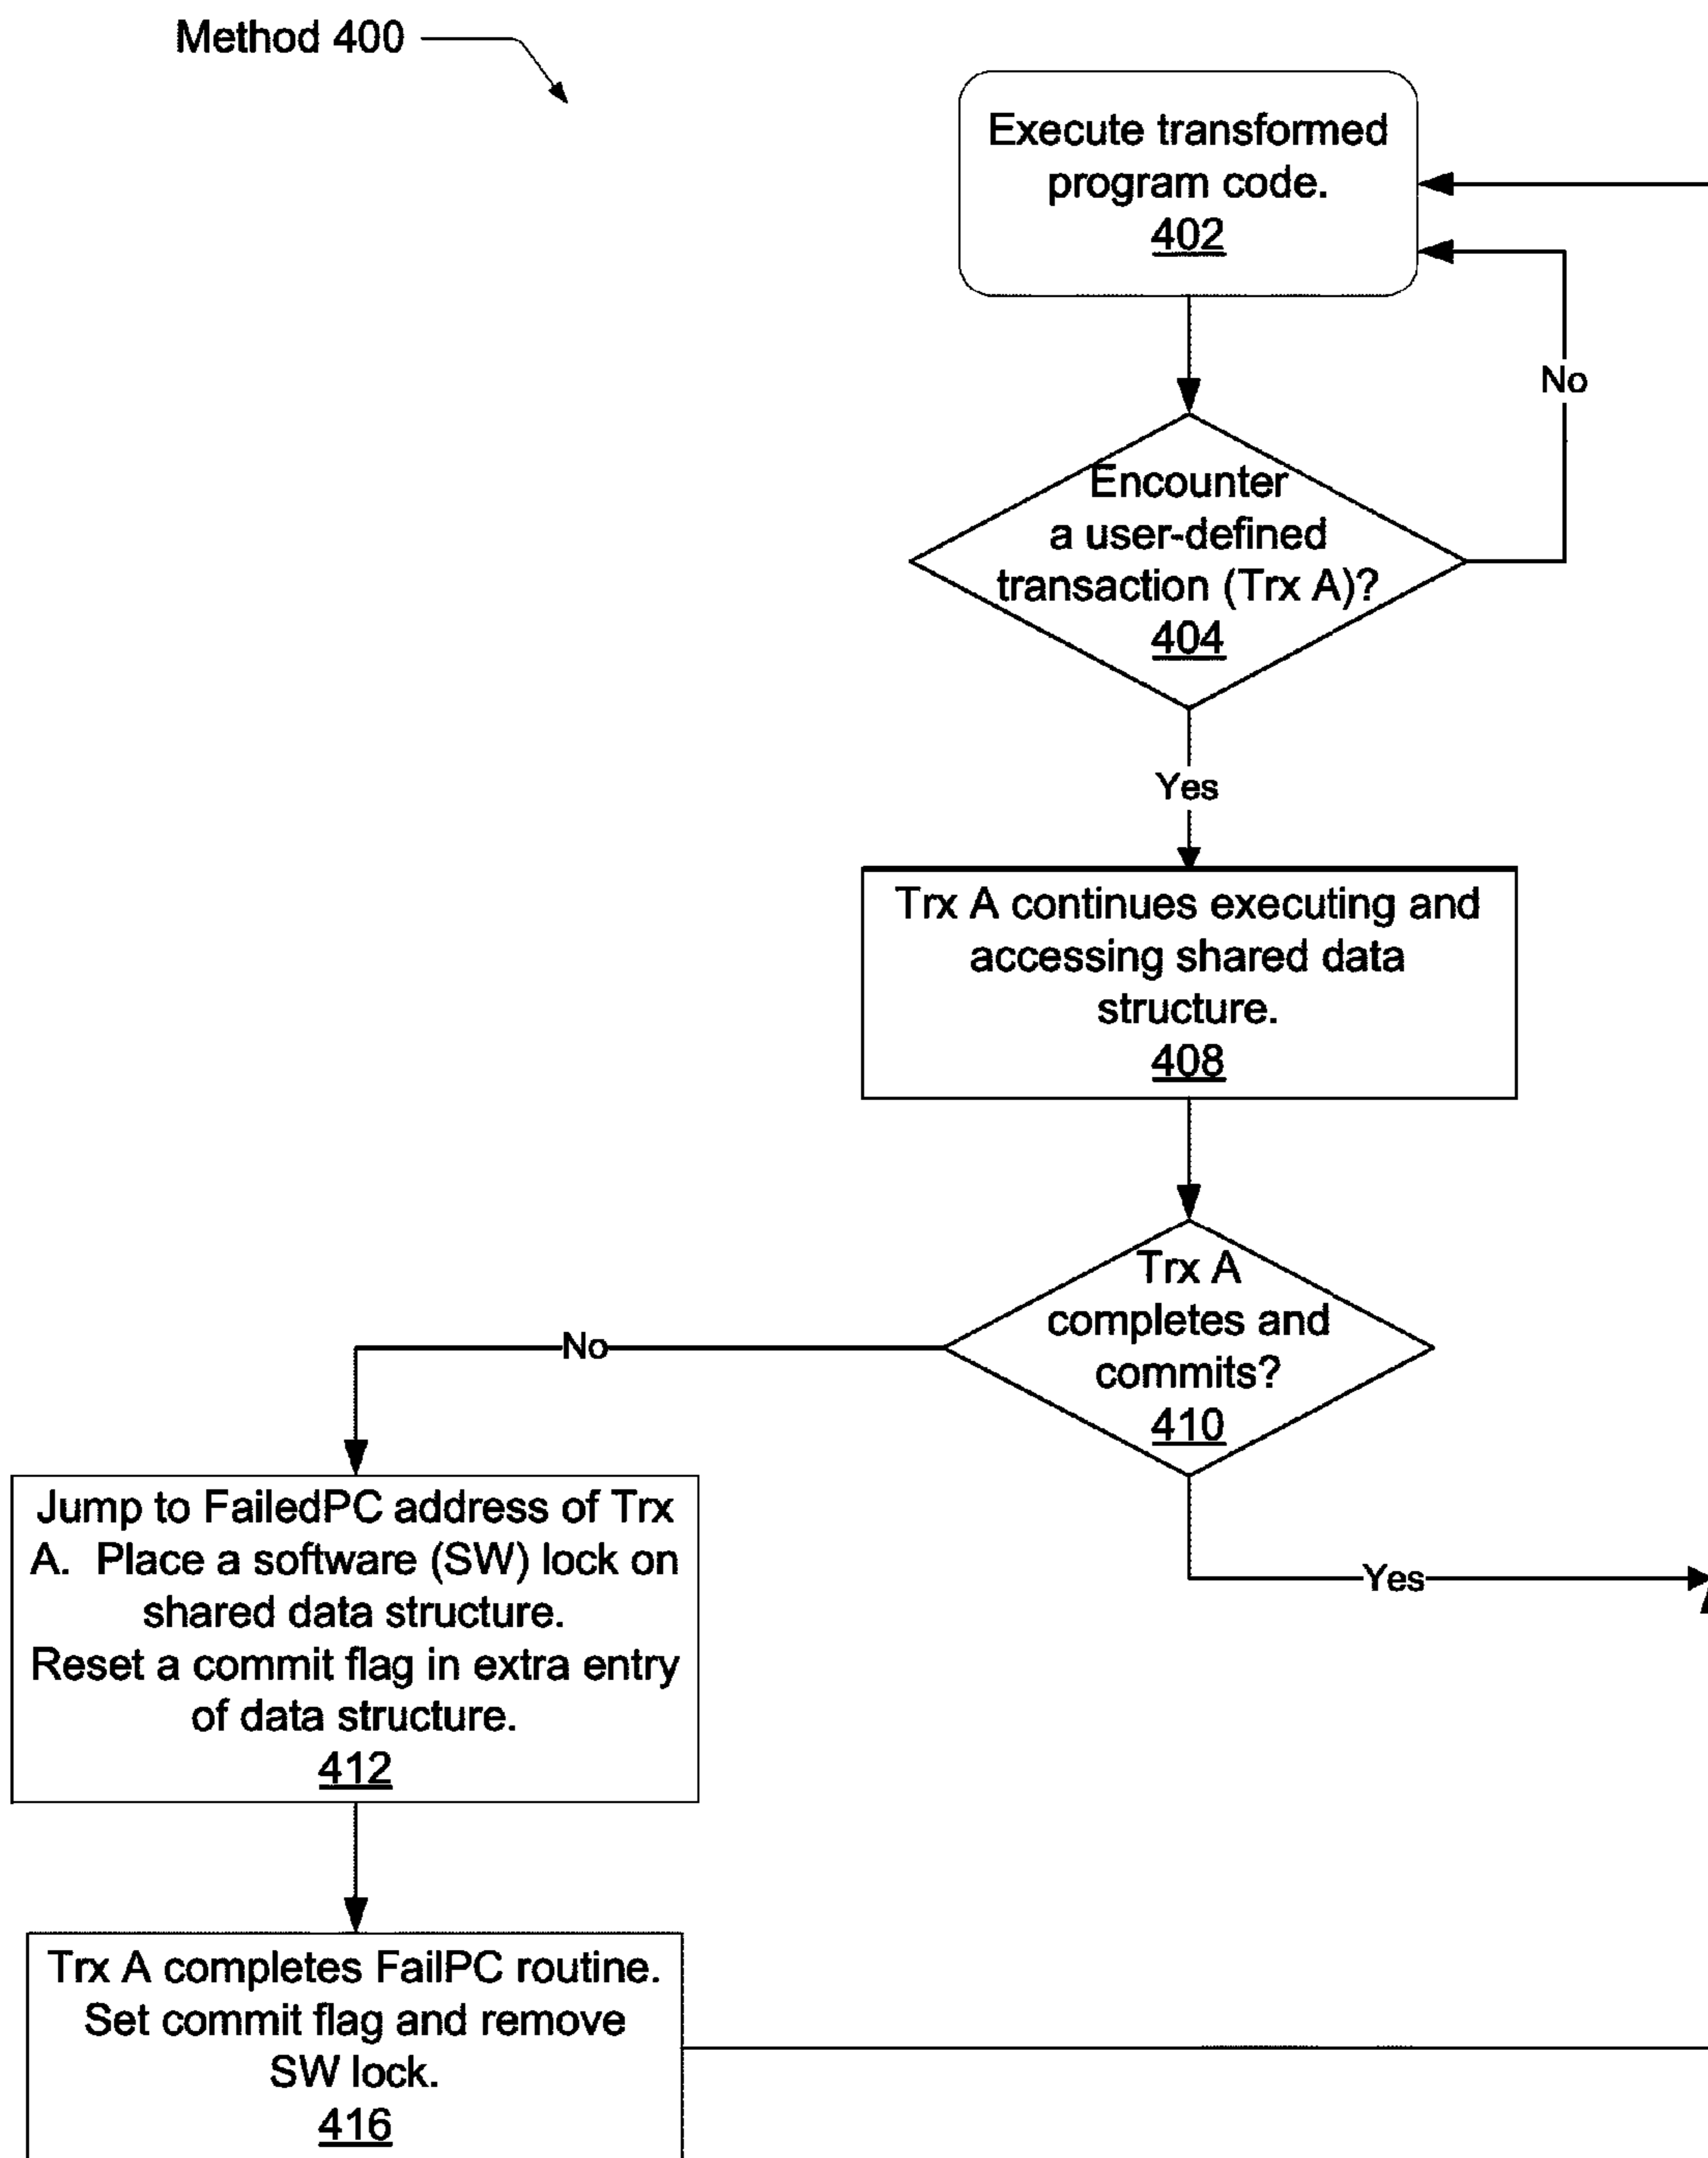 Method 400
Execute transformed
program code.
402
No
Encounter
a user-defined
transaction (Trx A)?
404
Yes
Trx A continues executing and
accessing shared data
structure.
408
Trx A
completes and
commits?
410
No
Yes
Jump to FailedPC address of Trx
A. Place a software (SW) lock on
shared data structure.
Reset a commit flag in extra entry
of data structure.
412
Trx A completes FailPC routine.
Set commit flag and remove
SW lock.
416